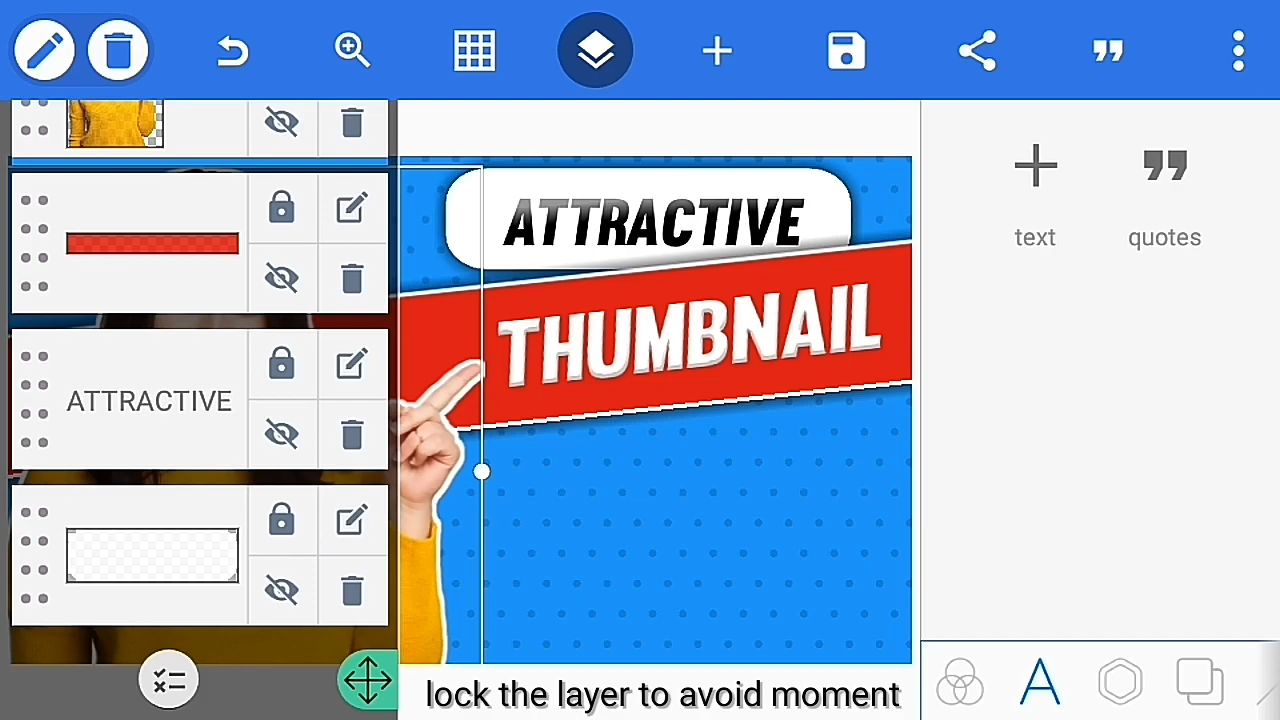 ATTRACTIVE
THUMBNAIL
text
quotes
ATTRACTIVE
lock the layer to avoid moment